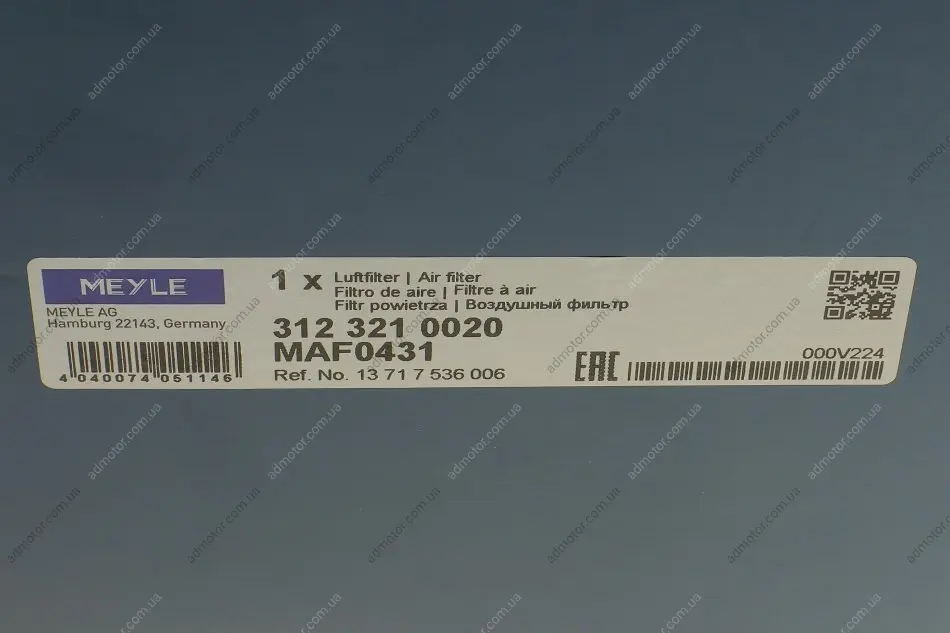 MEYLE
MEYLE AG
Hamburg 22143, Germany
4 040074 051146
1 x Luftfilter | Air filter
Filtro de aire | Filtre à air
Filtr powietrza | Воздушный фильтр
312 321 0020
MAF0431
Ref. No. 13 71 7 536 006
EAC
000V224
admotor.com.ua